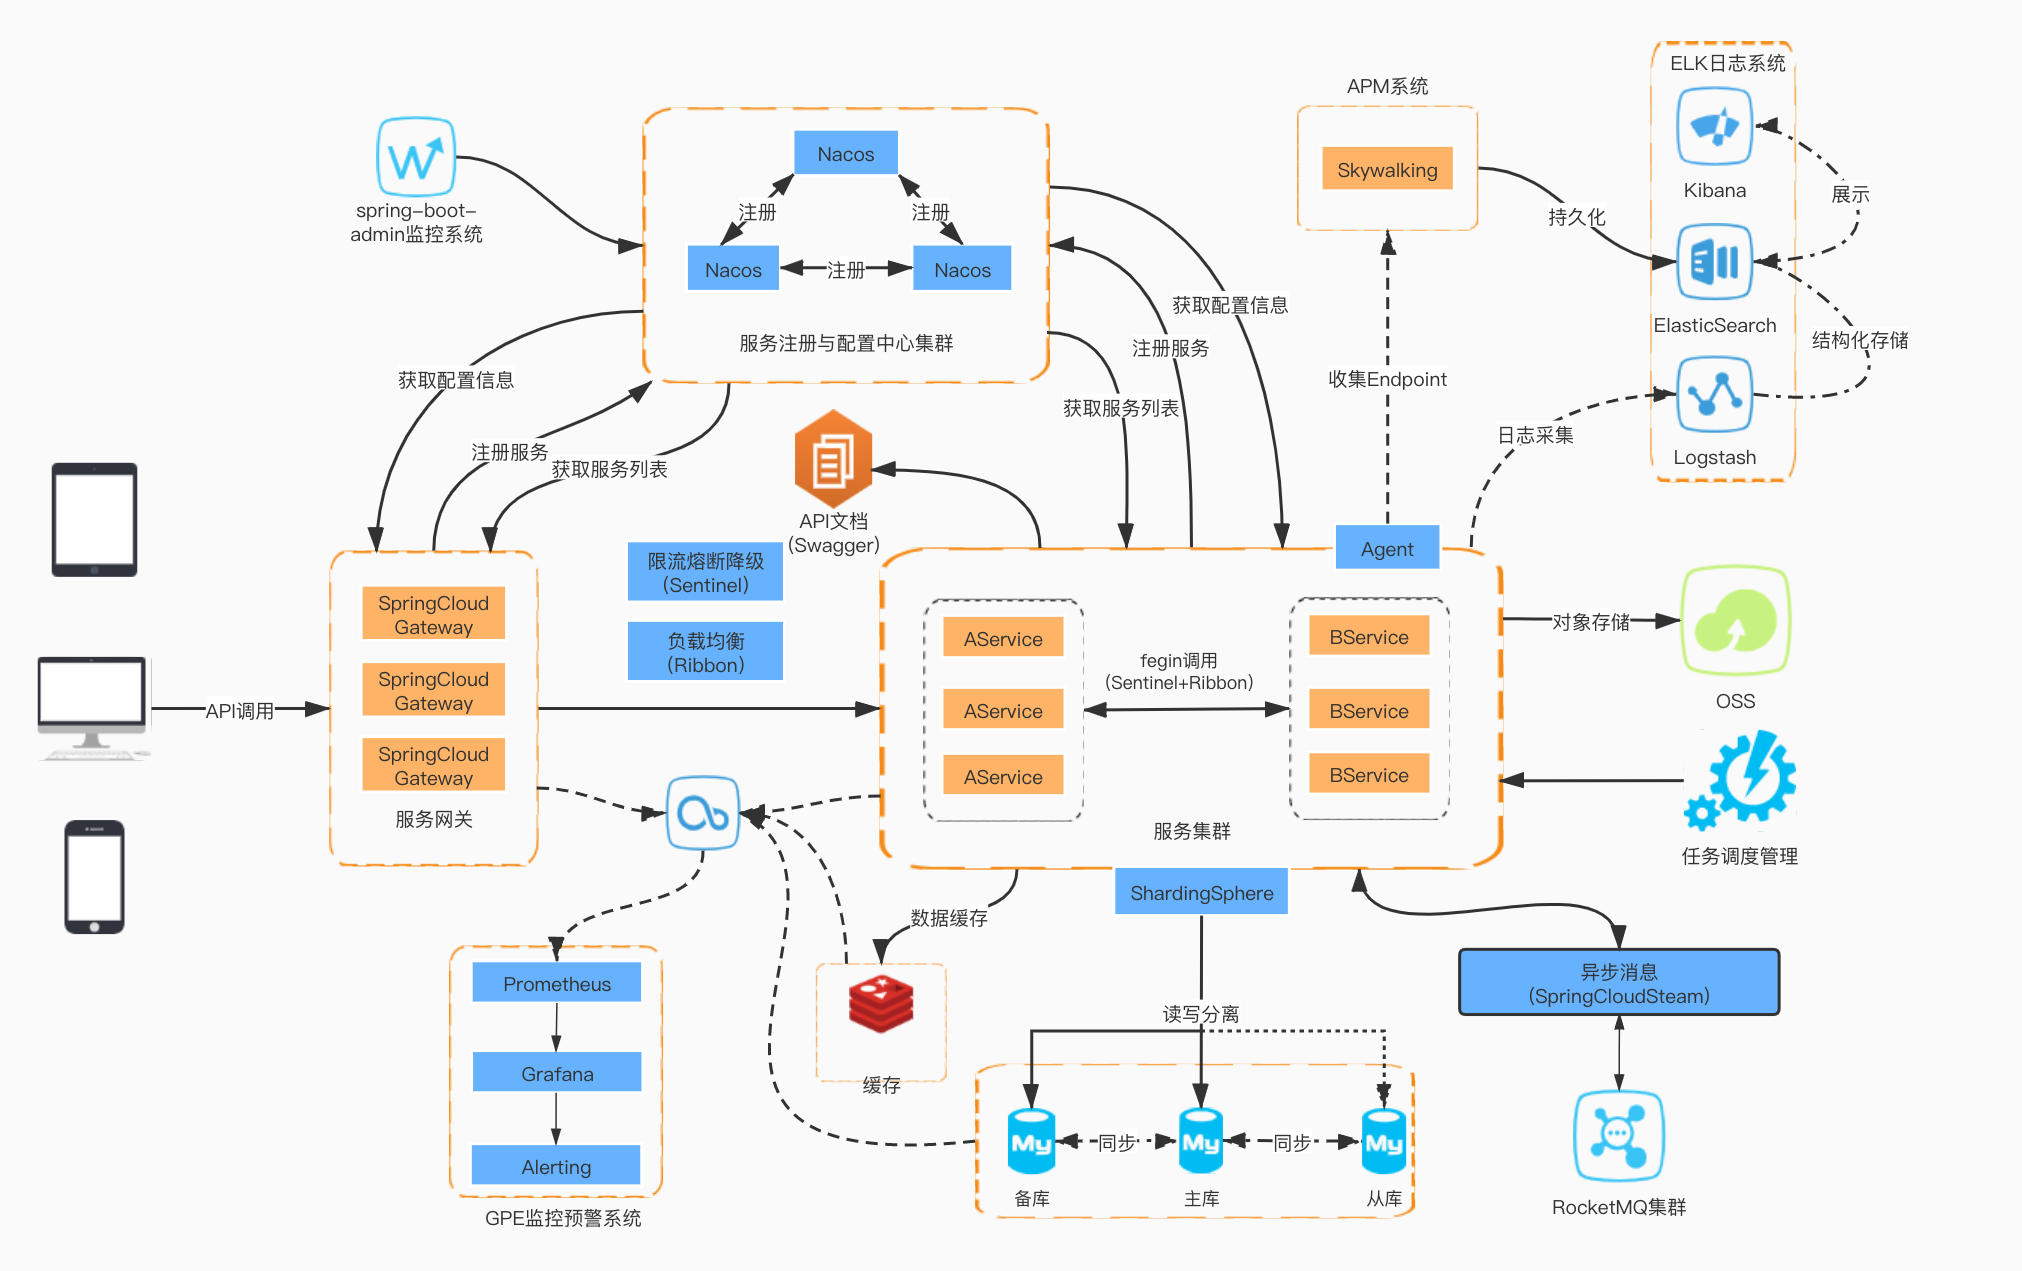 ELK日志系统
APM系统
Kibana
展示
Skywalking
持久化
ElasticSearch
结构化存储
Logstash
spring-boot-
admin监控系统
Nacos
注册
注册
Nacos
注册
Nacos
服务注册与配置中心集群
获取配置信息
注册服务
获取服务列表
获取配置信息
注册服务
获取服务列表
收集Endpoint
日志采集
API文档
(Swagger)
限流熔断降级
(Sentinel)
负载均衡
(Ribbon)
Agent
API调用
SpringCloud
Gateway
SpringCloud
Gateway
SpringCloud
Gateway
服务网关
AService
AService
AService
fegin调用
(Sentinel+Ribbon)
BService
BService
BService
服务集群
对象存储
OSS
任务调度管理
ShardingSphere
数据缓存
缓存
读写分离
异步消息
(SpringCloudSteam)
RocketMQ集群
Prometheus
Grafana
Alerting
GPE监控预警系统
My
同步
My
同步
My
备库
主库
从库